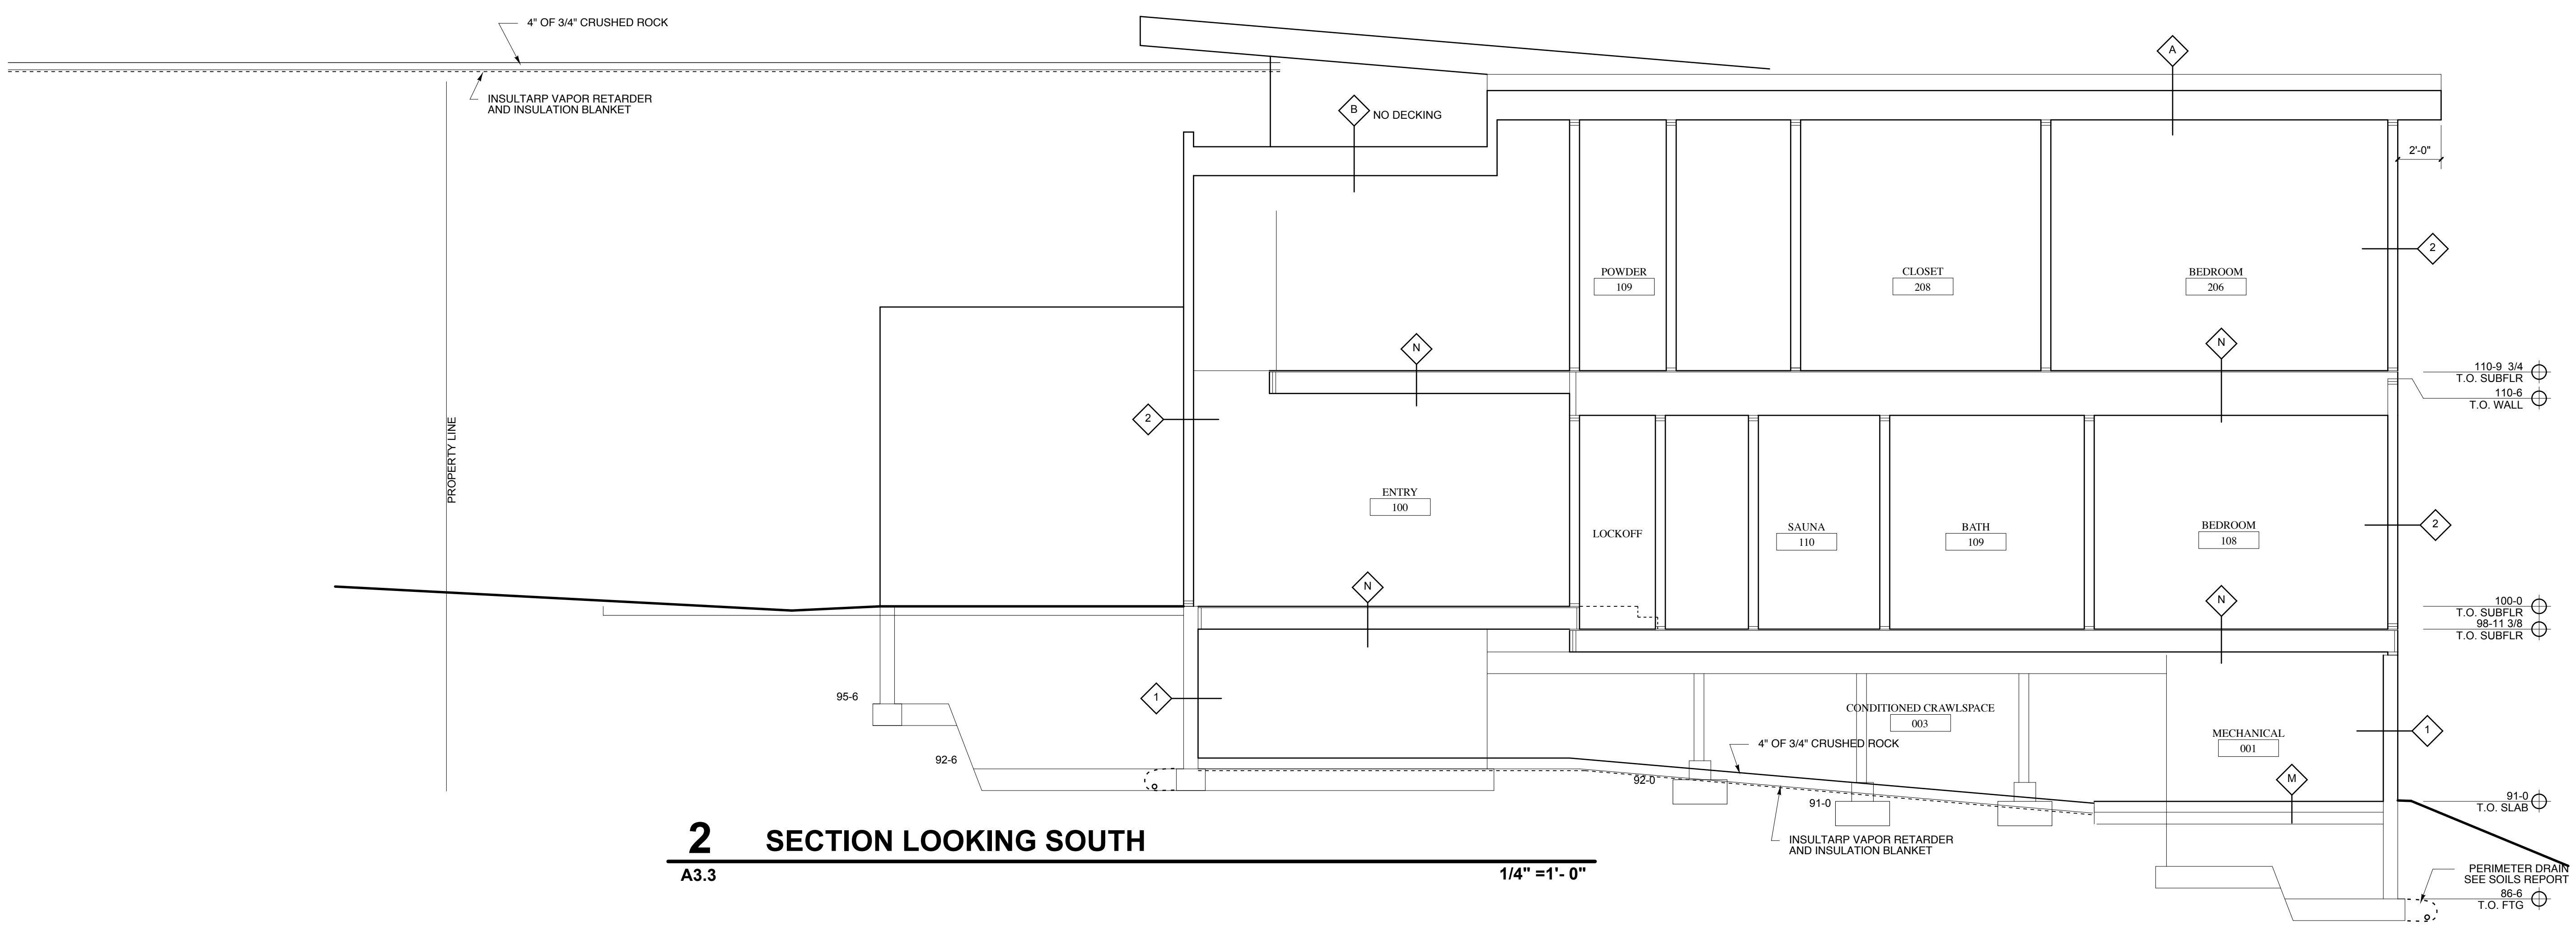 4" OF 3/4" CRUSHED ROCK
INSULTARP VAPOR RETARDER
AND INSULATION BLANKET
A
B
NO DECKING
2'-0"
2
POWDER
109
CLOSET
208
BEDROOM
206
N
N
110-9 3/4
T.O. SUBFLR
110-6
T.O. WALL
2
PROPERTY LINE
ENTRY
100
LOCKOFF
SAUNA
110
BATH
109
BEDROOM
108
2
N
N
100-0
T.O. SUBFLR
98-11 3/8
T.O. SUBFLR
95-6
1
CONDITIONED CRAWLSPACE
003
MECHANICAL
001
1
4" OF 3/4" CRUSHED ROCK
92-6
92-0
91-0
M
91-0
T.O. SLAB
INSULTARP VAPOR RETARDER
AND INSULATION BLANKET
2 SECTION LOOKING SOUTH
A3.3
1/4" =1'- 0"
PERIMETER DRAIN
SEE SOILS REPORT
86-6
T.O. FTG